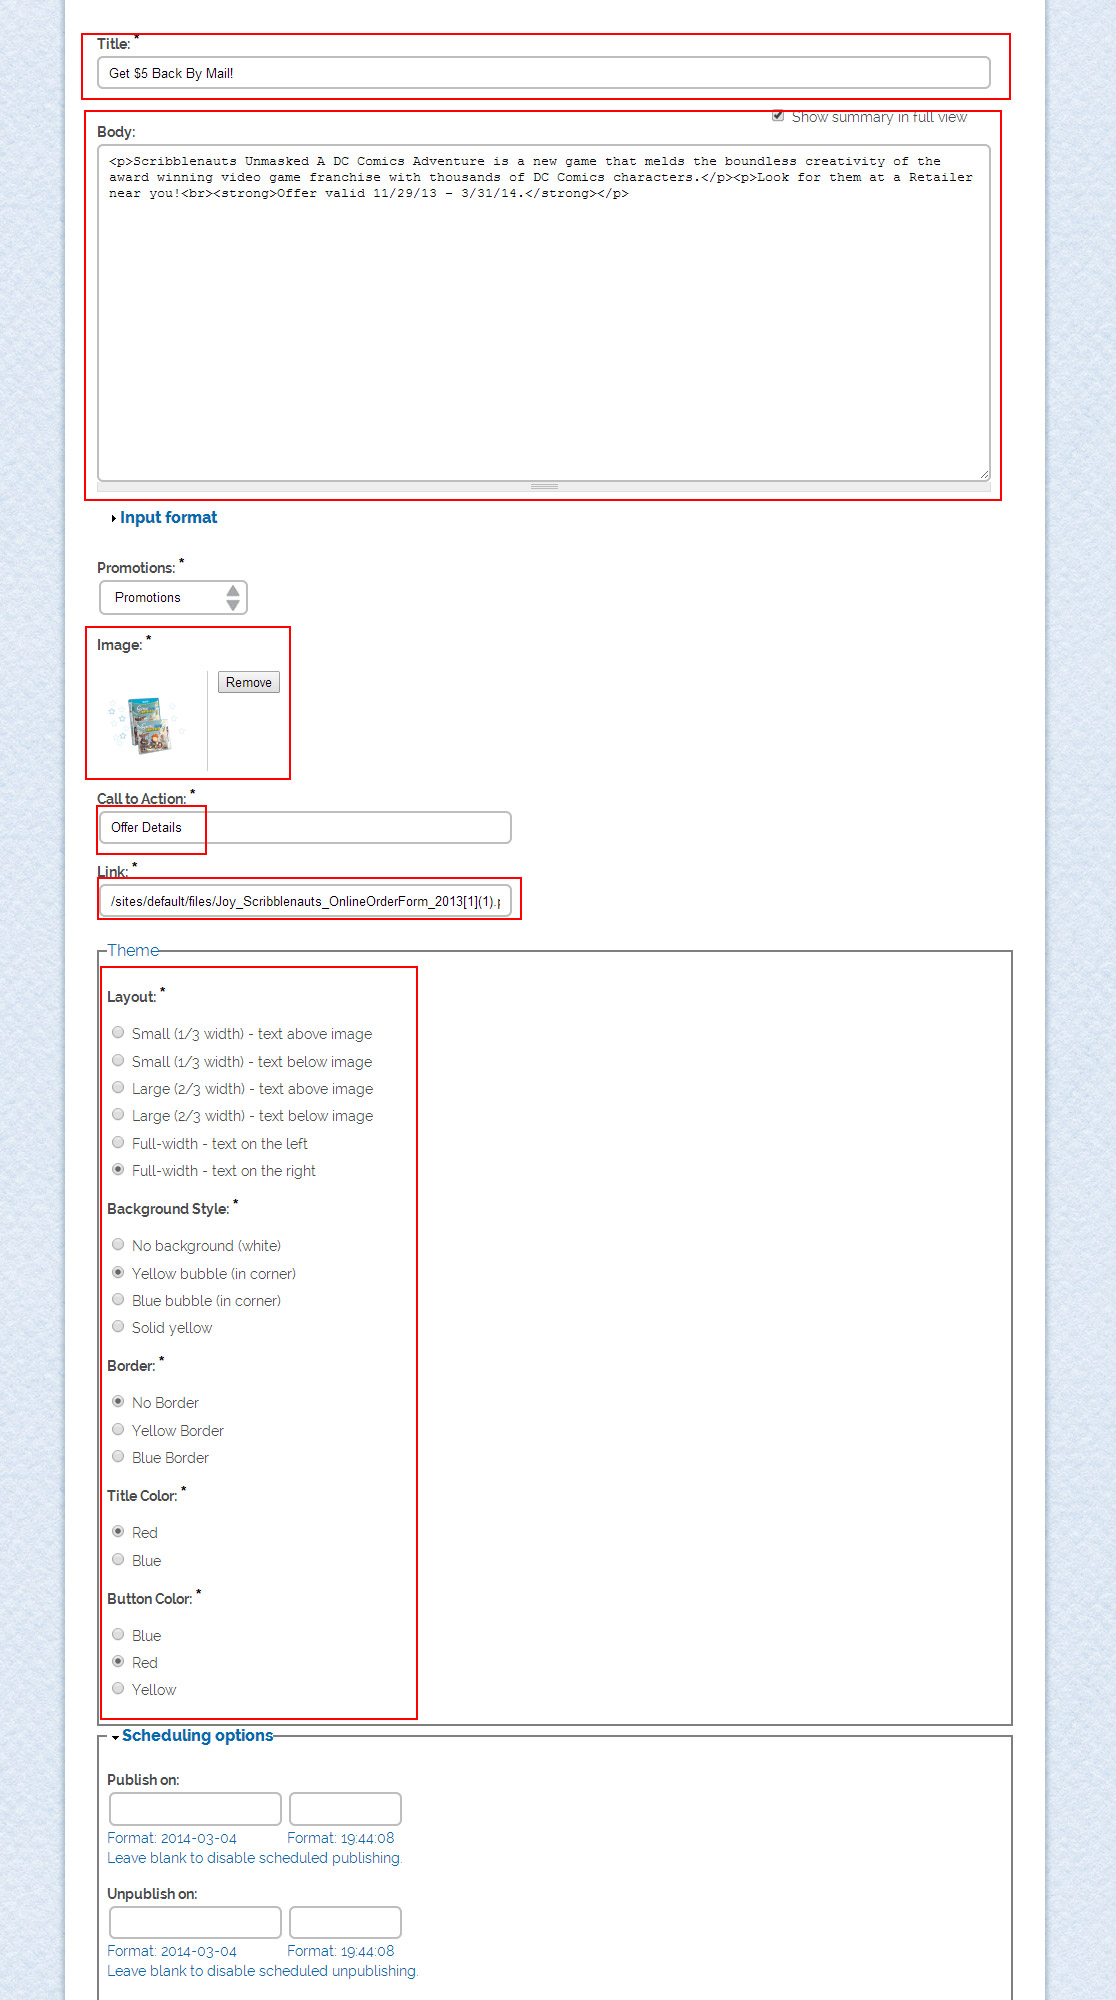 Title: *
Get $5 Back By Mail!
Show summary in full view
Body:
<p>Scribblenauts Unmasked A DC Comics Adventure is a new game that melds the boundless creativity of the
award winning video game franchise with thousands of DC Comics characters.</p><p>Look for them at a Retailer
near you!<br><strong>Offer valid 11/29/13 – 3/31/14.</strong></p>
Input format
Promotions: *
Promotions
Image: *
Remove
Call to Action: *
Offer Details
Link: *
/sites/default/files/Joy_Scribblenauts_OnlineOrderForm_2013[1](1).p
Theme
Layout: *
Small (1/3 width) - text above image
Small (1/3 width) - text below image
Large (2/3 width) - text above image
Large (2/3 width) - text below image
Full-width - text on the left
Full-width - text on the right
Background Style: *
No background (white)
Yellow bubble (in corner)
Blue bubble (in corner)
Solid yellow
Border: *
No Border
Yellow Border
Blue Border
Title Color: *
Red
Blue
Button Color: *
Blue
Red
Yellow
Scheduling options
Publish on:
Format: 2014-03-04 Format: 19:44:08
Leave blank to disable scheduled publishing.
Unpublish on:
Format: 2014-03-04 Format: 19:44:08
Leave blank to disable scheduled unpublishing.